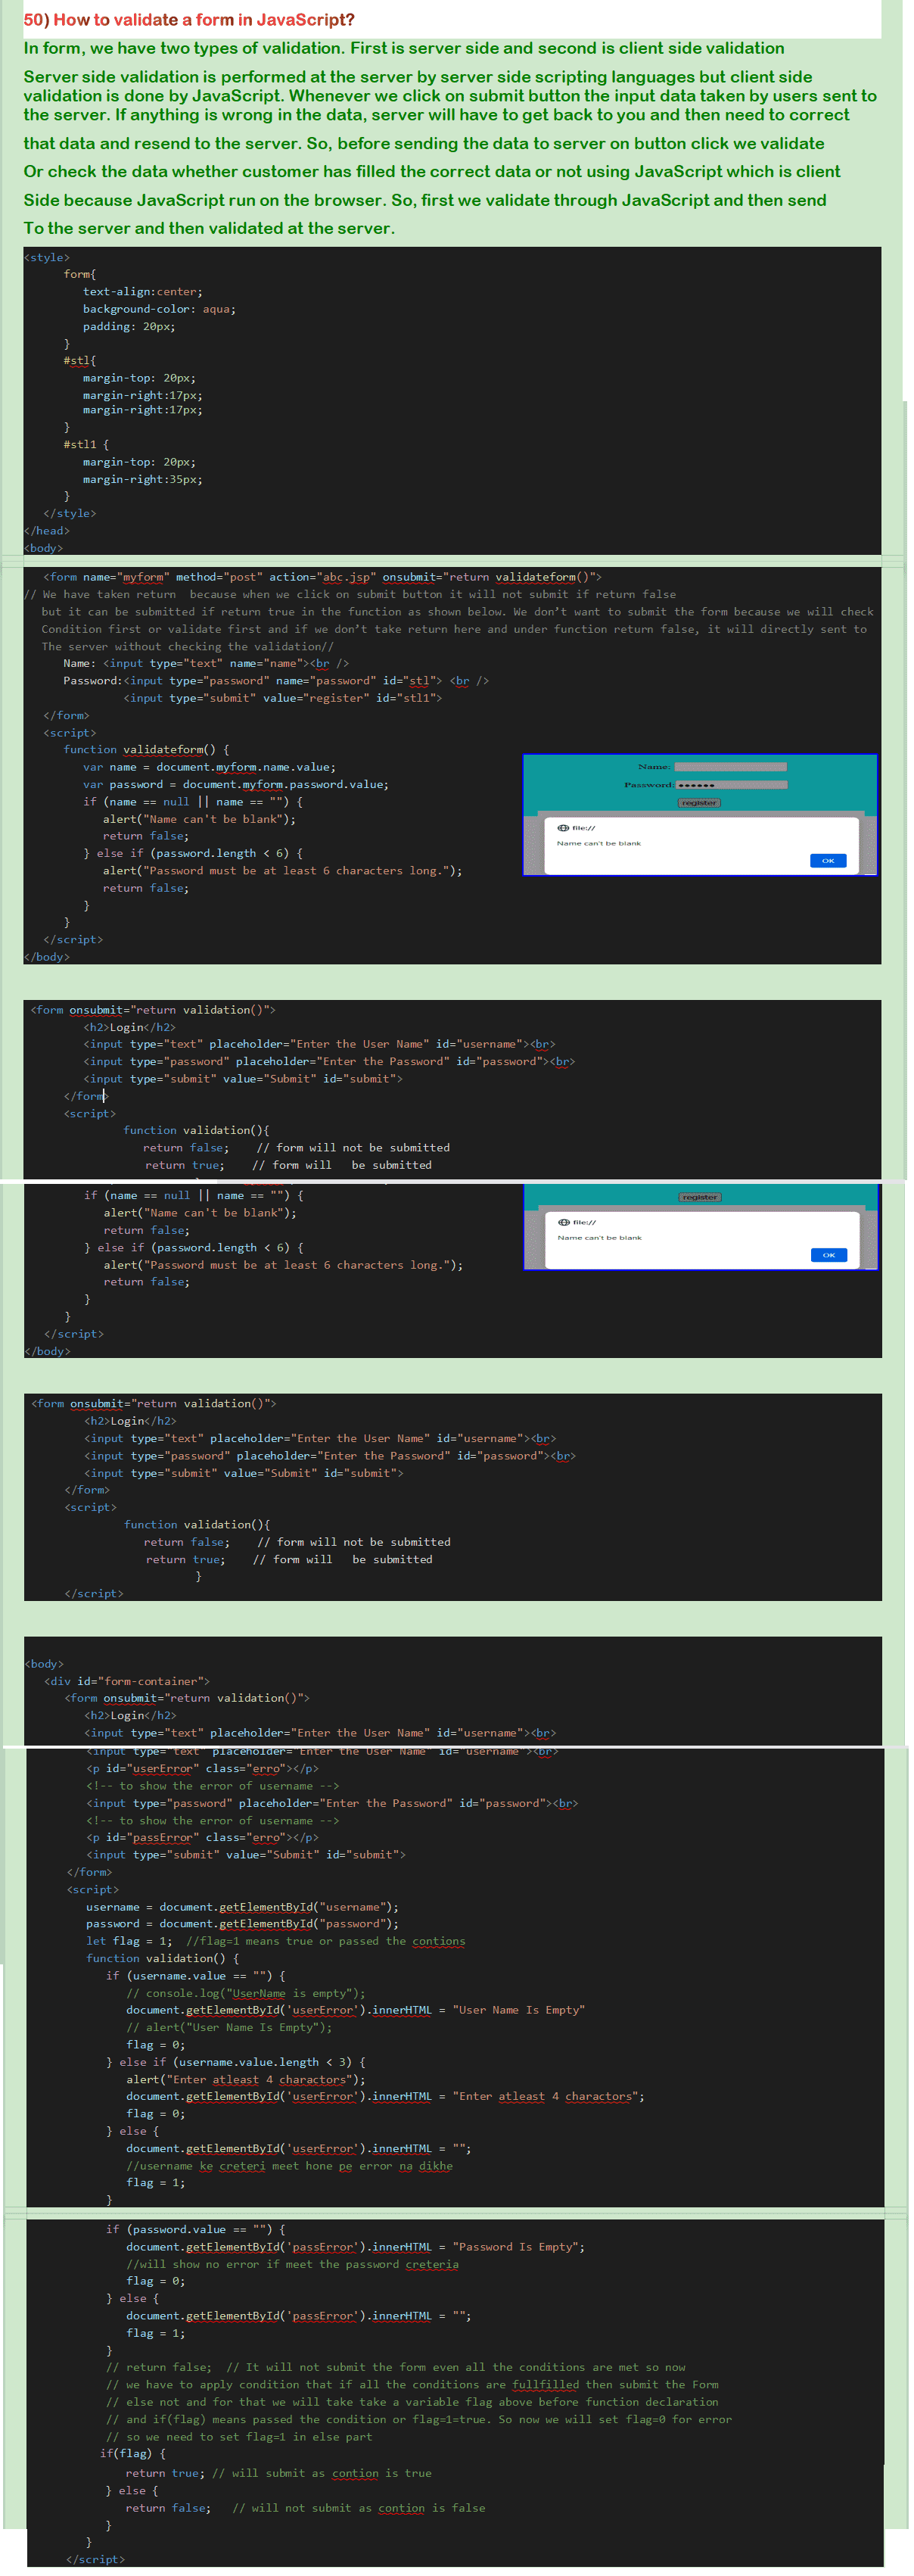 50) How to validate a form in JavaScript?
In form, we have two types of validation. First is server side and second is client side validation
Server side validation is performed at the server by server side scripting languages but client side
validation is done by JavaScript. Whenever we click on submit button the input data taken by users sent to
the server. If anything is wrong in the data, server will have to get back to you and then need to correct
that data and resend to the server. So, before sending the data to server on button click we validate
Or check the data whether customer has filled the correct data or not using JavaScript which is client
Side because JavaScript run on the browser. So, first we validate through JavaScript and then send
To the server and then validated at the server.
<style>
form{
text-align:center;
background-color: aqua;
padding: 20px;
}
#stl{
margin-top: 20px;
margin-right:17px;
margin-right:17px;
}
#stl1 {
margin-top: 20px;
margin-right:35px;
}
</style>
</head>
<body>
<form name="myform" method="post" action="abc.jsp" onsubmit="return validateform()">
// We have taken return  because when we click on submit button it will not submit if return false
but it can be submitted if return true in the function as shown below. We don't want to submit the form because we will check
Condition first or validate first and if we don't take return here and under function return false, it will directly sent to
The server without checking the validation//
Name: <input type="text" name="name"><br />
Password:<input type="password" name="password" id="stl"> <br />
<input type="submit" value="register" id="stl1">
</form>
<script>
function validateform() {
var name = document.myform.name.value;
var password = document.myform.password.value;
if (name == null || name == "") {
alert("Name can't be blank");
return false;
} else if (password.length < 6) {
alert("Password must be at least 6 characters long.");
return false;
}
}
</script>
</body>
Name:
Password: ••••••
register
file://
Name can't be blank
OK
<form onsubmit="return validation()">
<h2>Login</h2>
<input type="text" placeholder="Enter the User Name" id="username"><br>
<input type="password" placeholder="Enter the Password" id="password"><br>
<input type="submit" value="Submit" id="submit">
</form>
<script>
function validation(){
return false;    // form will not be submitted
return true;    // form will   be submitted
if (name == null || name == "") {
alert("Name can't be blank");
return false;
} else if (password.length < 6) {
alert("Password must be at least 6 characters long.");
return false;
}
}
</script>
</body>
register
file://
Name can't be blank
OK
<form onsubmit="return validation()">
<h2>Login</h2>
<input type="text" placeholder="Enter the User Name" id="username"><br>
<input type="password" placeholder="Enter the Password" id="password"><br>
<input type="submit" value="Submit" id="submit">
</form>
<script>
function validation(){
return false;    // form will not be submitted
return true;    // form will   be submitted
}
</script>
<body>
<div id="form-container">
<form onsubmit="return validation()">
<h2>Login</h2>
<input type="text" placeholder="Enter the User Name" id="username"><br>
<input type="text" placeholder="Enter the User Name" id="username"><br>
<p id="userError" class="erro"></p>
<!-- to show the error of username -->
<input type="password" placeholder="Enter the Password" id="password"><br>
<!-- to show the error of username -->
<p id="passError" class="erro"></p>
<input type="submit" value="Submit" id="submit">
</form>
<script>
username = document.getElementById("username");
password = document.getElementById("password");
let flag = 1;  //flag=1 means true or passed the contions
function validation() {
if (username.value == "") {
// console.log("UserName is empty");
document.getElementById('userError').innerHTML = "User Name Is Empty"
// alert("User Name Is Empty");
flag = 0;
} else if (username.value.length < 3) {
alert("Enter atleast 4 charactors");
document.getElementById('userError').innerHTML = "Enter atleast 4 charactors";
flag = 0;
} else {
document.getElementById('userError').innerHTML = "";
//username ke creteri meet hone pe error na dikhe
flag = 1;
}
if (password.value == "") {
document.getElementById('passError').innerHTML = "Password Is Empty";
//will show no error if meet the password creteria
flag = 0;
} else {
document.getElementById('passError').innerHTML = "";
flag = 1;
}
// return false;  // It will not submit the form even all the conditions are met so now
// we have to apply condition that if all the conditions are fullfilled then submit the Form
// else not and for that we will take take a variable flag above before function declaration
// and if(flag) means passed the condition or flag=1=true. So now we will set flag=0 for error
// so we need to set flag=1 in else part
if(flag) {
return true; // will submit as contion is true
} else {
return false;   // will not submit as contion is false
}
}
</script>